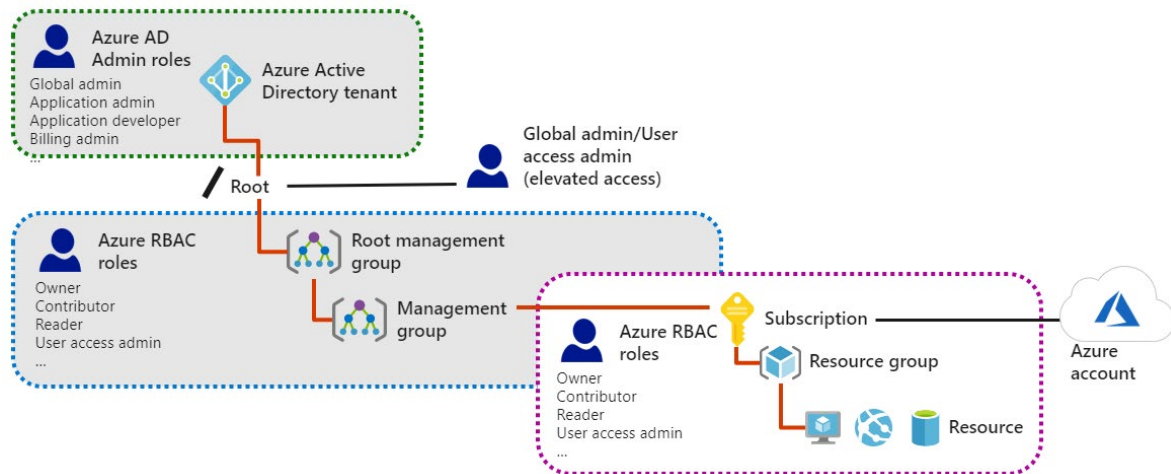 Azure AD
Admin roles
Global admin
Application admin
Application developer
Billing admin
...
Azure Active
Directory tenant
Global admin/User
access admin
(elevated access)
/ Root
Azure RBAC
roles
Owner
Contributor
Reader
User access admin
...
Root management
group
Management
group
Azure RBAC
roles
Owner
Contributor
Reader
User access admin
...
Subscription
Resource group
Resource
Azure
account